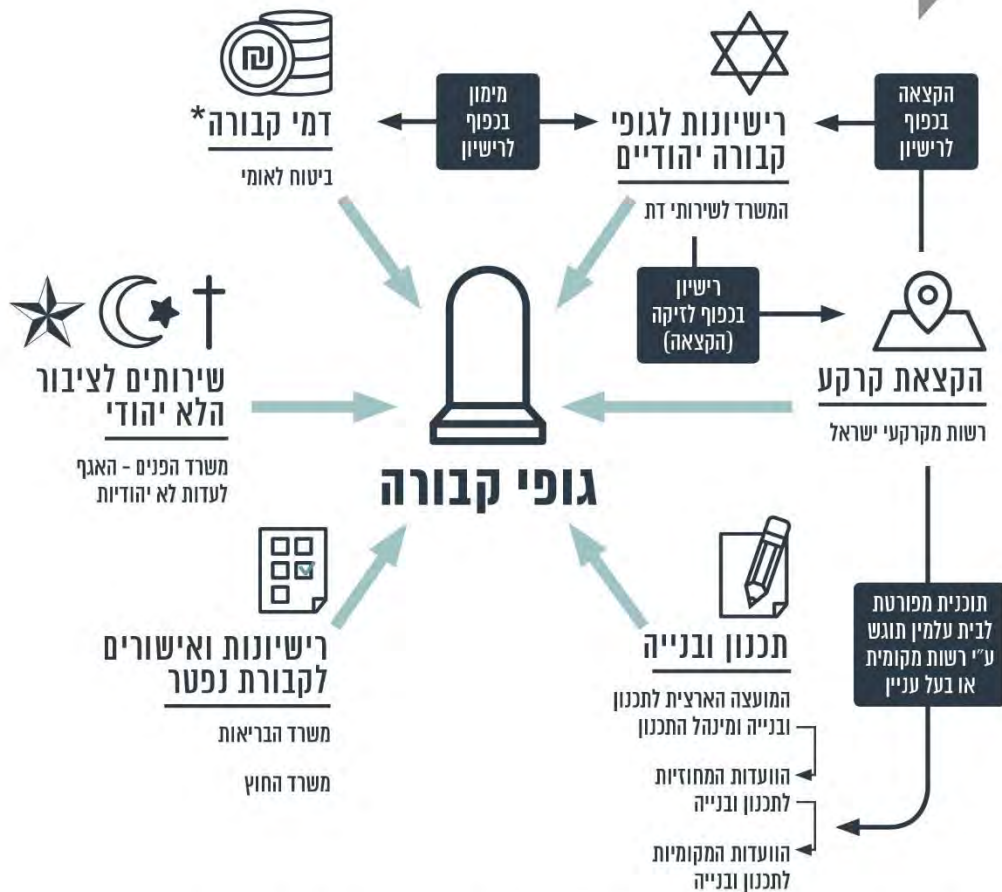 ₪
דמי קבורה*
ביטוח לאומי
מימון
בכפוף
לרישיון
רישיונות לגופי
קבורה יהודיים
המשרד לשירותי דת
הקצאה
בכפוף
לרישיון
רישיון
בכפוף לזיקה
(הקצאה)
הקצאת קרקע
רשות מקרקעי ישראל
שירותים לציבור
הלא יהודי
משרד הפנים - האגף
לעדות לא יהודיות
גופי קבורה
רישיונות ואישורים
לקבורת נפטר
משרד הבריאות
משרד החוץ
תכנון ובנייה
המועצה הארצית לתכנון
ובנייה ומינהל התכנון
הוועדות המחוזיות
לתכנון ובנייה
הוועדות המקומיות
לתכנון ובנייה
תוכנית מפורטת
לבית עלמין תוגש
ע״י רשות מקומית
או בעל עניין